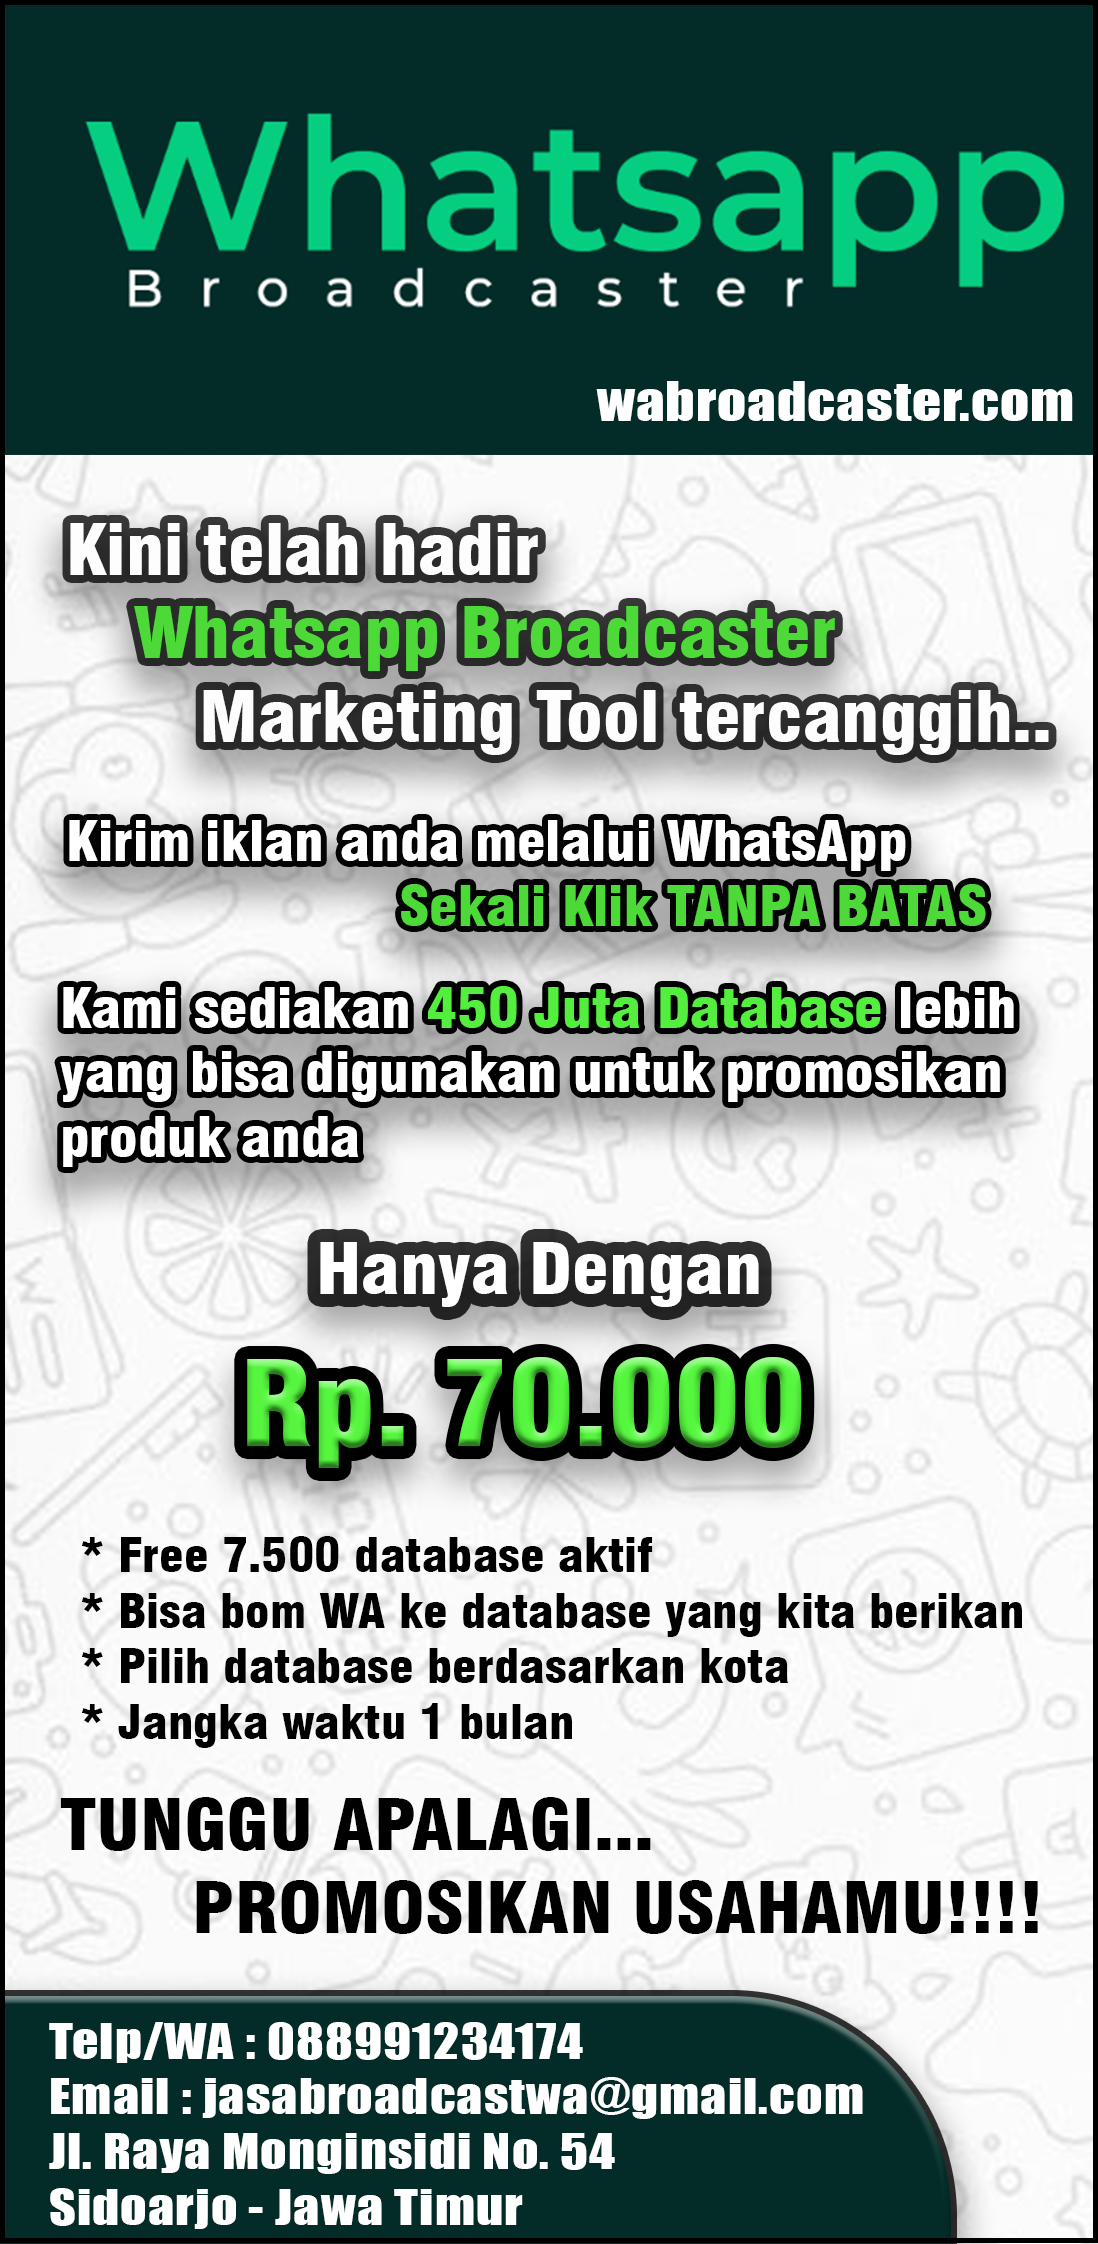 Whatsapp
Broadcaster
wabroadcaster.com
Kini telah hadir
Whatsapp Broadcaster
Marketing Tool tercanggih..
Kirim iklan anda melalui WhatsApp
Sekali Klik TANPA BATAS
Kami sediakan 450 Juta Database lebih
yang bisa digunakan untuk promosikan
produk anda
Hanya Dengan
Rp. 70.000
* Free 7.500 database aktif
* Bisa bom WA ke database yang kita berikan
* Pilih database berdasarkan kota
* Jangka waktu 1 bulan
TUNGGU APALAGI...
PROMOSIKAN USAHAMU!!!!
Telp/WA : 088991234174
Email : jasabroadcastwa@gmail.com
Jl. Raya Monginsidi No. 54
Sidoarjo - Jawa Timur